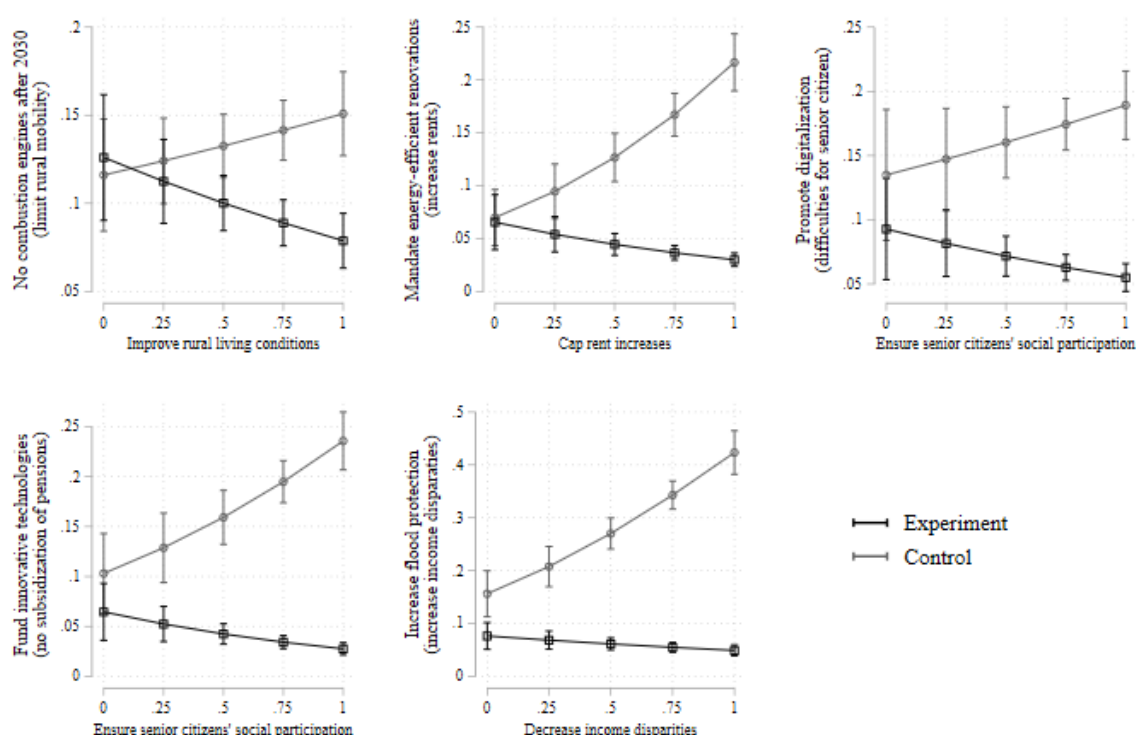 No combustion engines after 2030
(limit rural mobility)
.2
.15
.1
.05
0 .25 .5 .75 1
Improve rural living conditions
Mandate energy-efficient renovations
(increase rents)
.25
.2
.15
.1
.05
0
0 .25 .5 .75 1
Cap rent increases
Promote digitalization
(difficulties for senior citizen)
.25
.2
.15
.1
.05
0 .25 .5 .75 1
Ensure senior citizens' social participation
Fund innovative technologies
(no subsidization of pensions)
.25
.2
.15
.1
.05
0
0 .25 .5 .75 1
Ensure senior citizens' social participation
Increase flood protection
(increase income disparaties)
.5
.4
.3
.2
.1
0
0 .25 .5 .75 1
Decrease income disparities
Experiment
Control